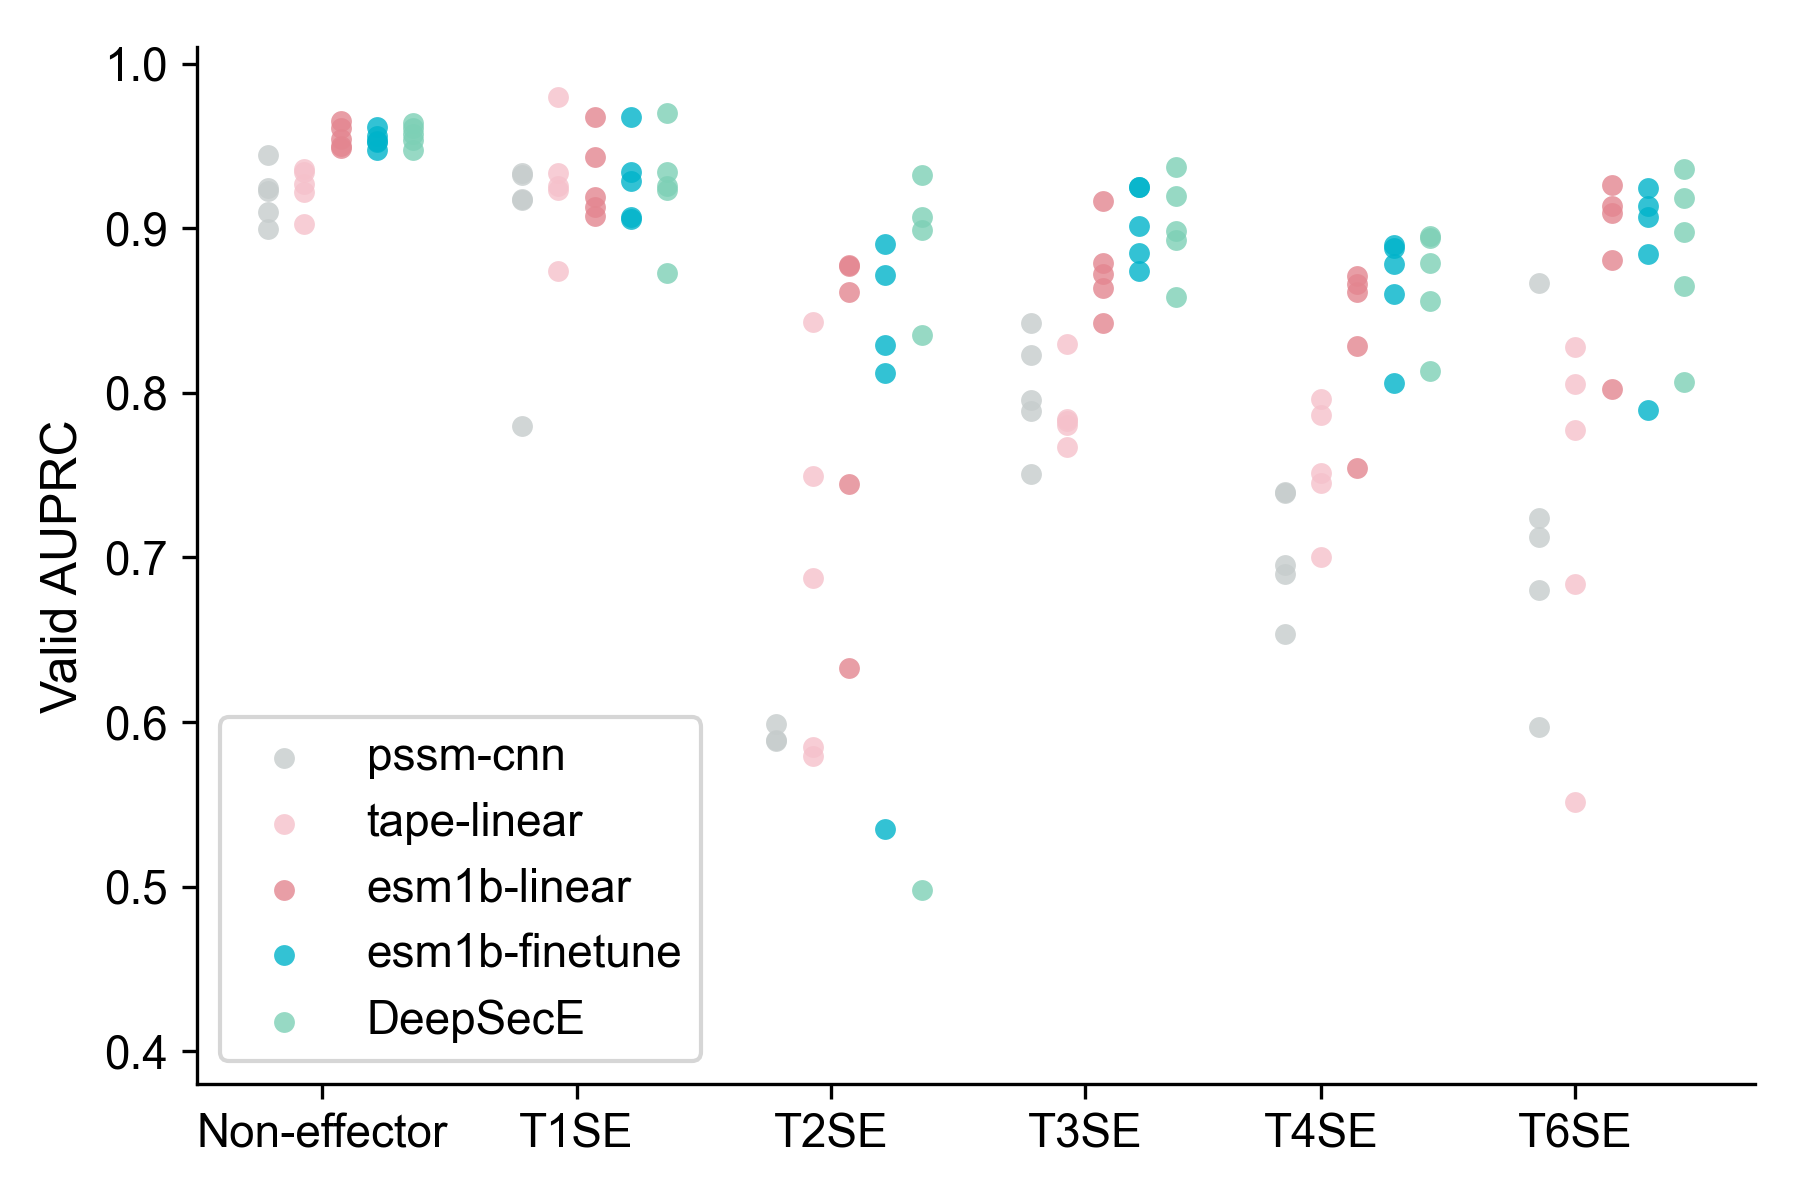 Valid AUPRC
1.0
0.9
0.8
0.7
0.6
0.5
0.4
pssm-cnn
tape-linear
esm1b-linear
esm1b-finetune
DeepSecE
Non-effector T1SE T2SE T3SE T4SE T6SE